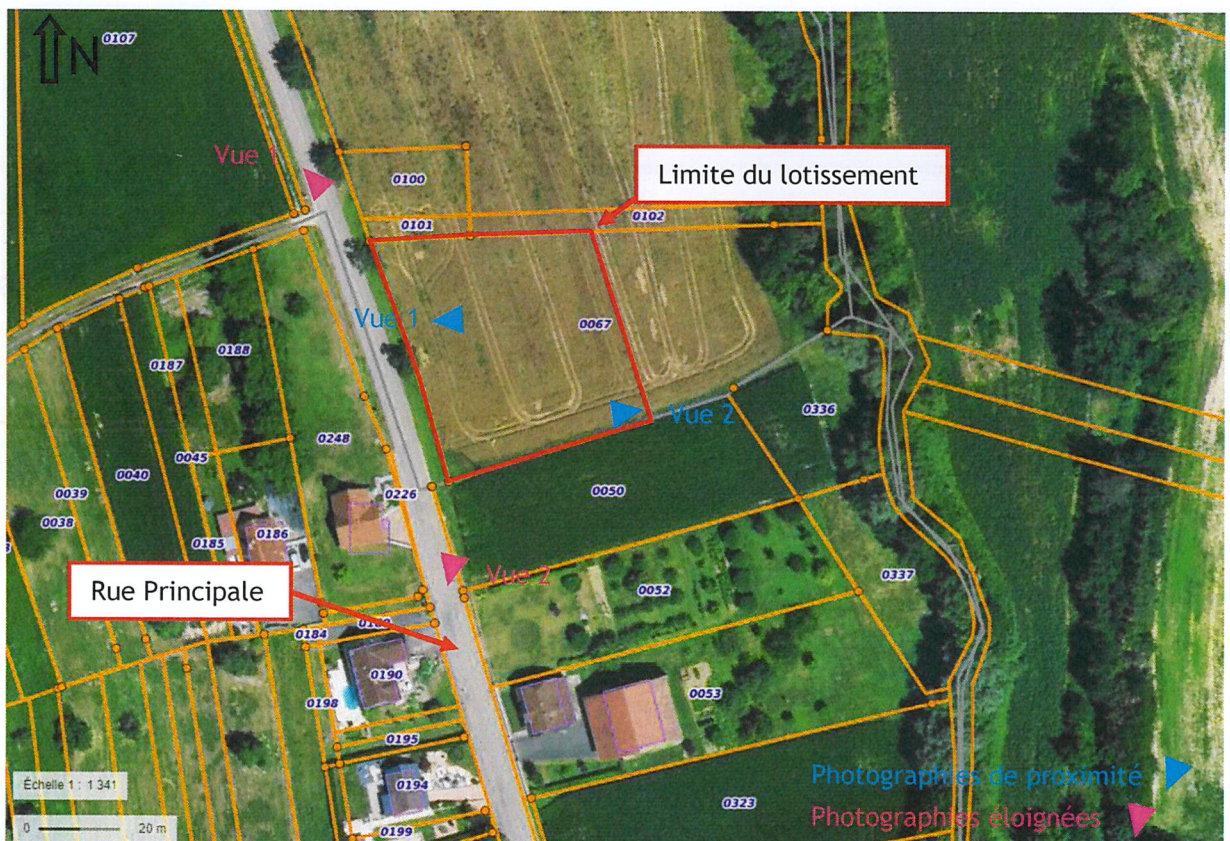 N
0107
Vue 1
0100
Limite du lotissement
0101
0102
Vue 1
0067
0188
0187
Vue 2
0336
0248
0045
0040
0039
0038
0226
0050
0185
0186
0337
Vue 2
0052
Rue Principale
0184
0190
0053
0198
0195
Échelle 1 : 1 341
0194
Photographies de proximité
0 20 m
0199
0323
Photographies éloignées